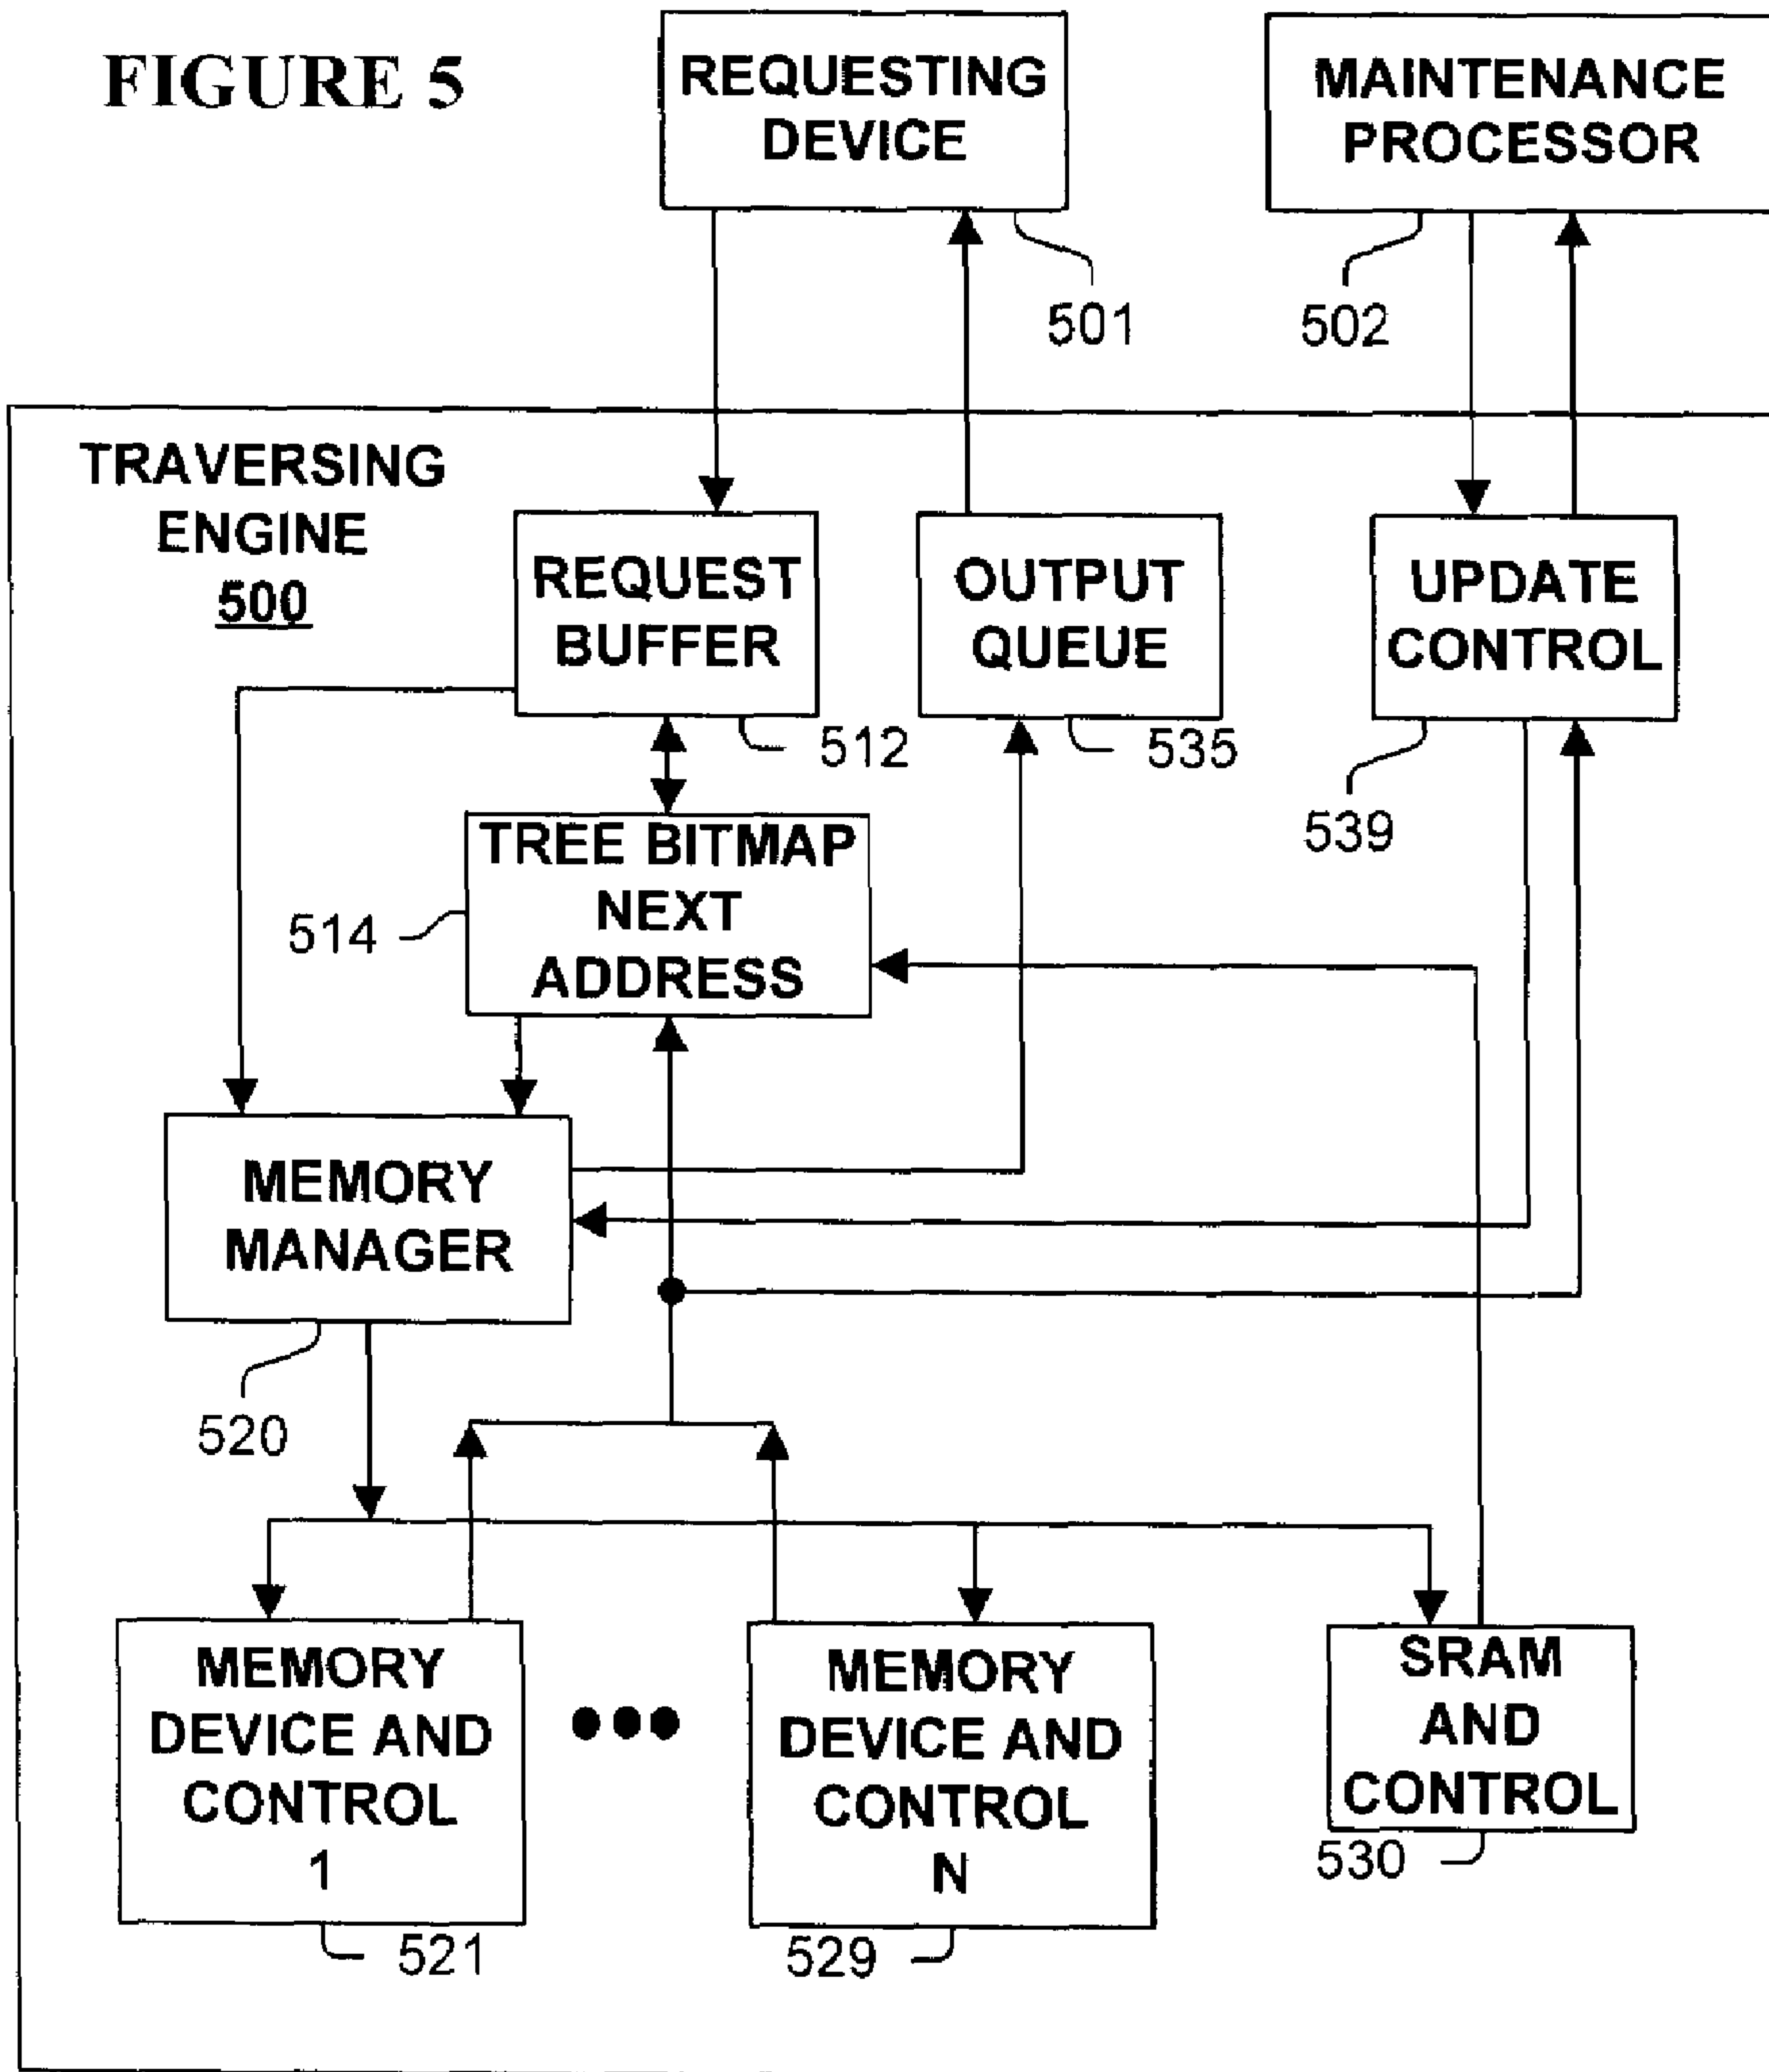 FIGURE 5
REQUESTING
DEVICE
MAINTENANCE
PROCESSOR
501
502
TRAVERSING
ENGINE
500
REQUEST
BUFFER
OUTPUT
QUEUE
UPDATE
CONTROL
512
535
539
TREE BITMAP
NEXT
ADDRESS
514
MEMORY
MANAGER
520
MEMORY
DEVICE AND
CONTROL
1
MEMORY
DEVICE AND
CONTROL
N
SRAM
AND
CONTROL
530
521
529